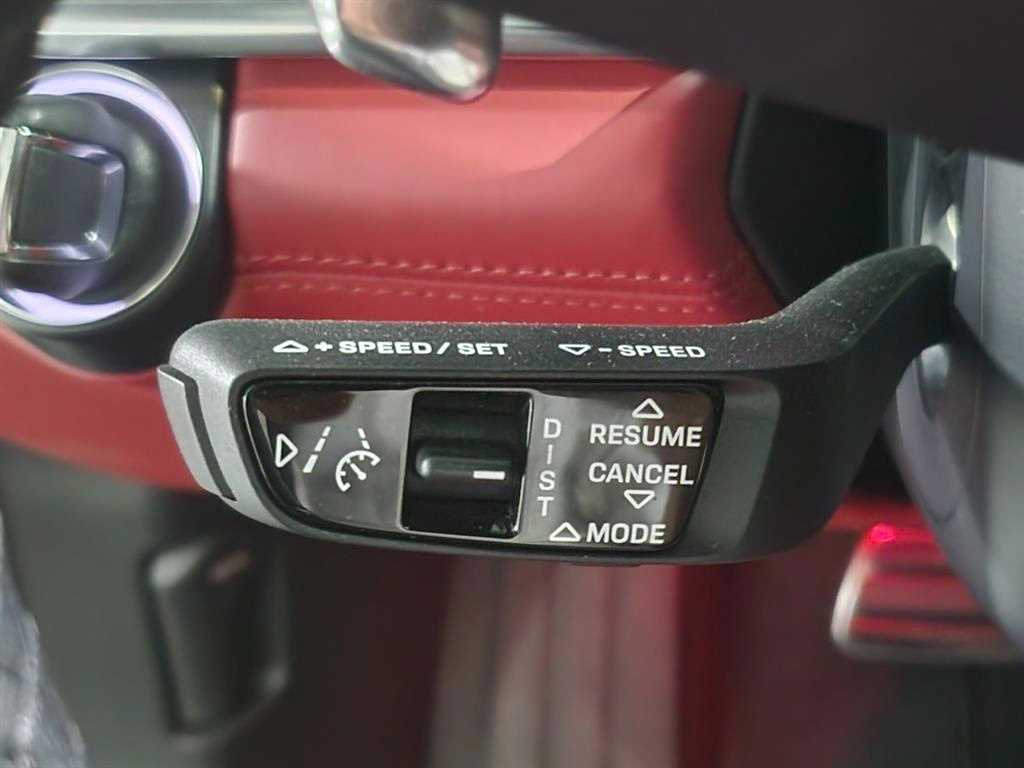 + SPEED / SET - SPEED
DIST
RESUME
CANCEL
MODE